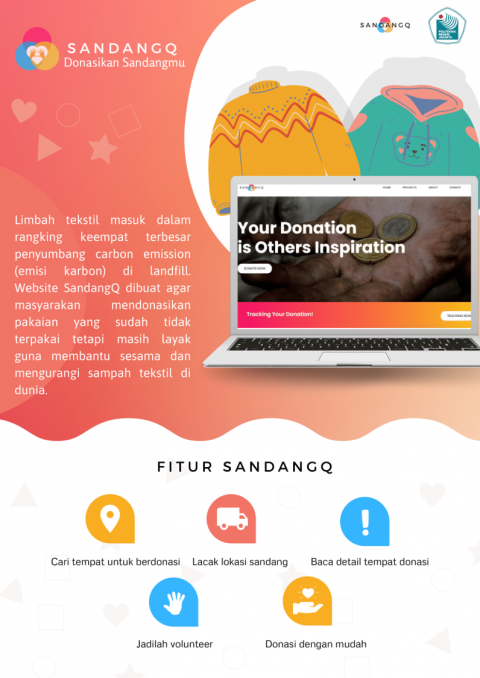 SANDANGQ
SANDANGQ
Donasikan Sandangmu
Limbah tekstil masuk dalam
rangking keempat terbesar
penyumbang carbon emission
(emisi karbon) di landfill.
Website SandangQ dibuat agar
masyarakan mendonasikan
pakaian yang sudah tidak
terpakai tetapi masih layak
guna membantu sesama dan
mengurangi sampah tekstil di
dunia.
SANDANGQ
HOME PROJECTS ABOUT DONATE
Your Donation
is Others Inspiration
DONATE NOW
Tracking Your Donation!
TRACKING NOW
FITUR SANDANGQ
Cari tempat untuk berdonasi
Lacak lokasi sandang
Baca detail tempat donasi
Jadilah volunteer
Donasi dengan mudah